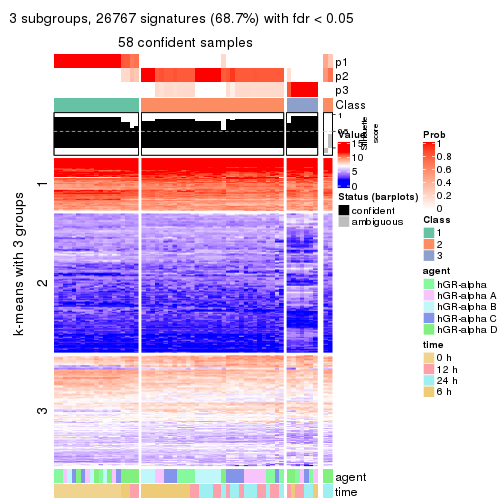 3 subgroups, 26767 signatures (68.7%) with fdr < 0.05
58 confident samples
p1
p2
p3
Class
1
0
Silhouette
score
k-means with 3 groups
1
2
3
agent
time
Value
15
10
5
0
Status (barplots)
confident
ambiguous
Prob
1
0.8
0.6
0.4
0.2
0
Class
1
2
3
agent
hGR-alpha
hGR-alpha A
hGR-alpha B
hGR-alpha C
hGR-alpha D
time
0 h
12 h
24 h
6 h